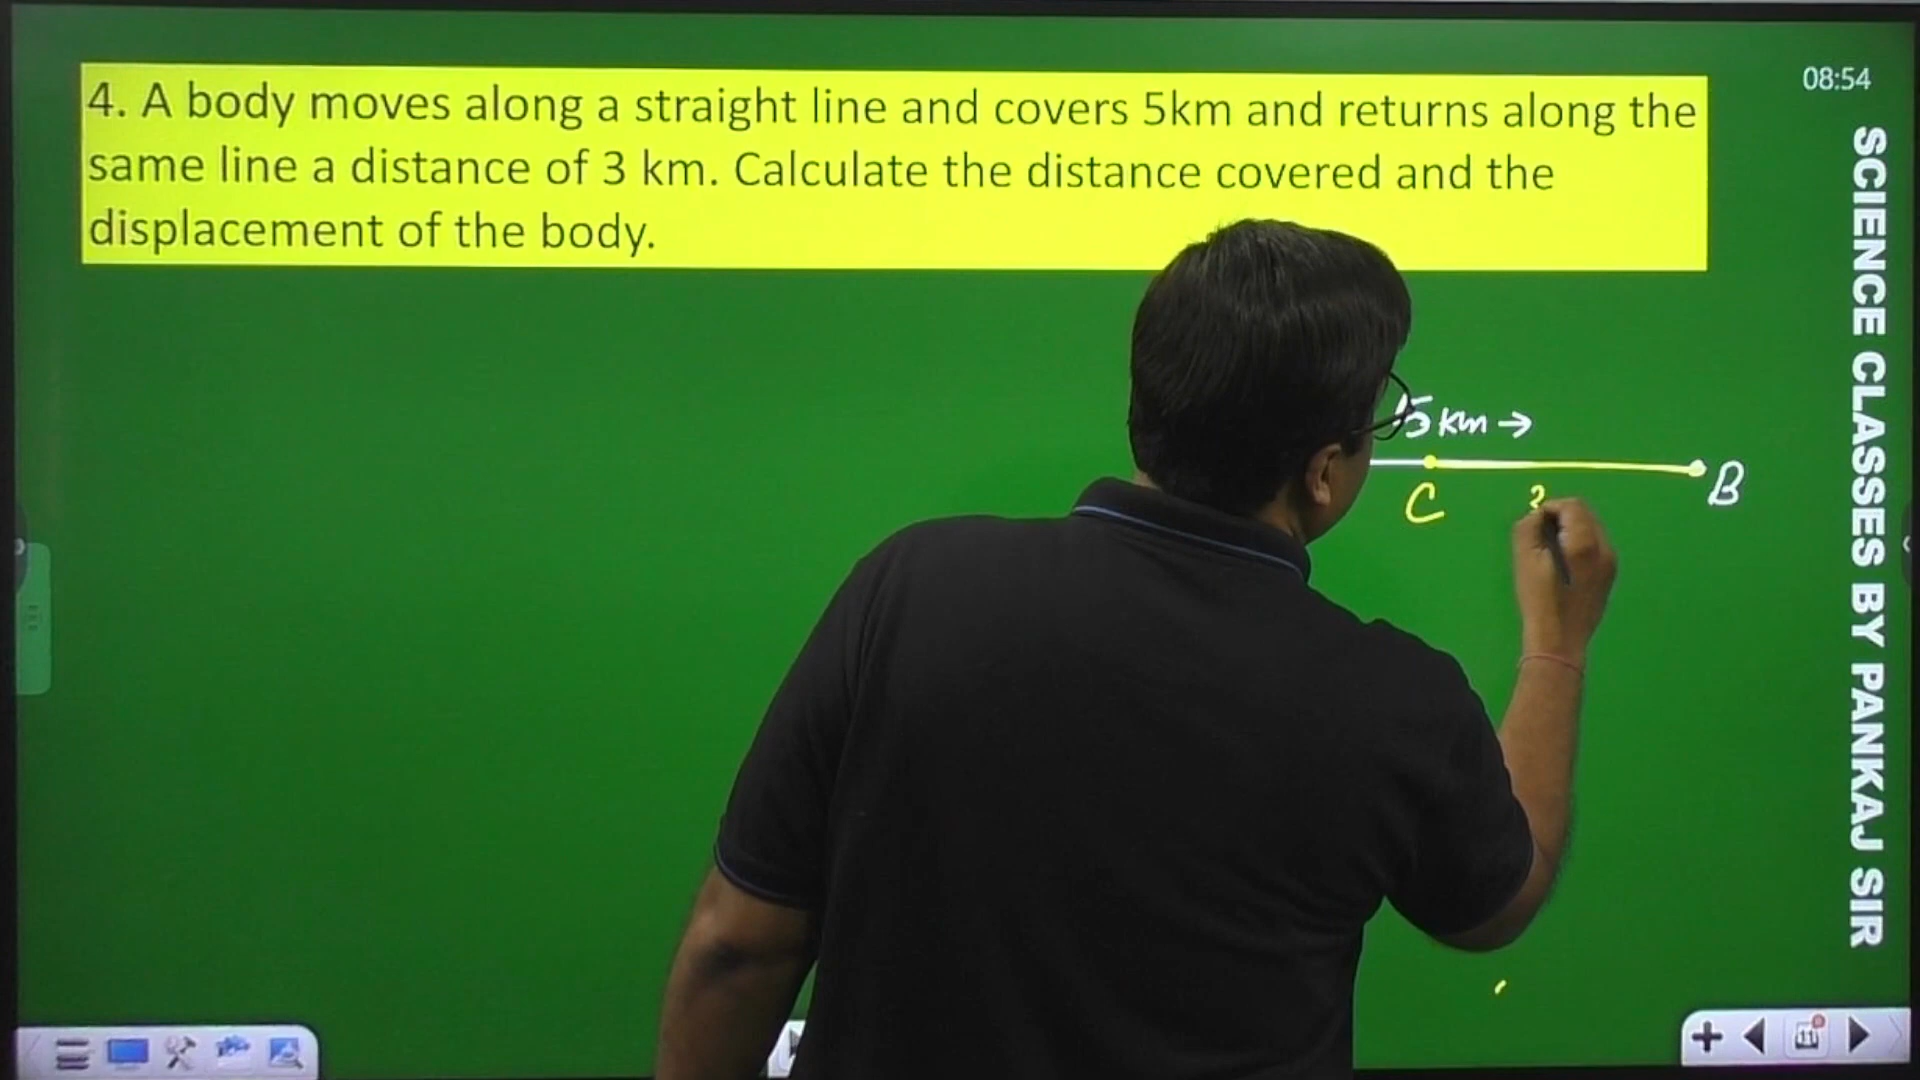 4. A body moves along a straight line and covers 5km and returns along the
same line a distance of 3 km. Calculate the distance covered and the
displacement of the body.
08:54
SCIENCE CLASSES BY PANKAJ SIR
5 km →
B
C
11